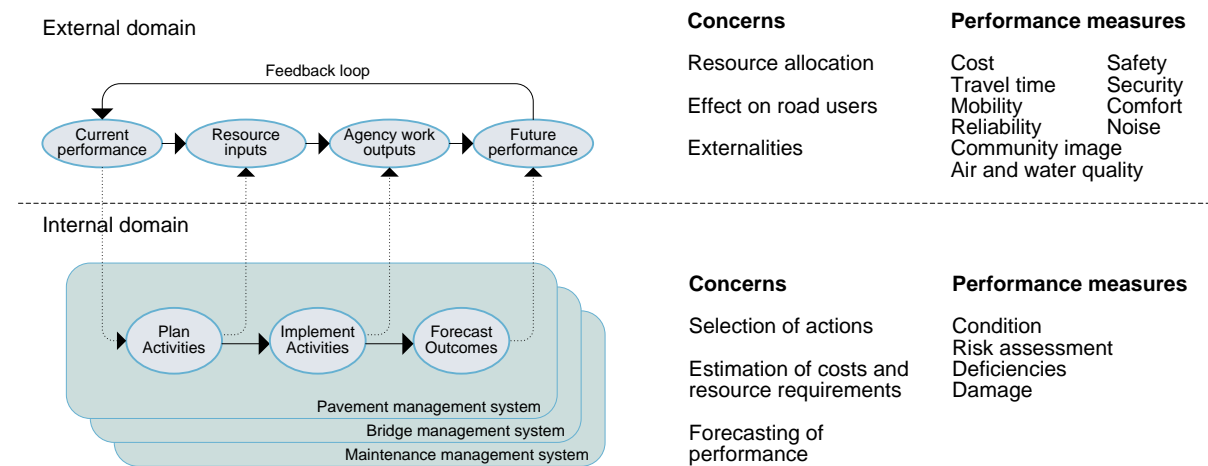 External domain
Feedback loop
Current
performance
Resource
inputs
Agency work
outputs
Future
performance
Concerns
Resource allocation
Effect on road users
Externalities
Performance measures
Cost
Safety
Travel time
Security
Mobility
Comfort
Reliability
Noise
Community image
Air and water quality
Internal domain
Plan
Activities
Implement
Activities
Forecast
Outcomes
Pavement management system
Bridge management system
Maintenance management system
Concerns
Selection of actions
Estimation of costs and
resource requirements
Forecasting of
performance
Performance measures
Condition
Risk assessment
Deficiencies
Damage